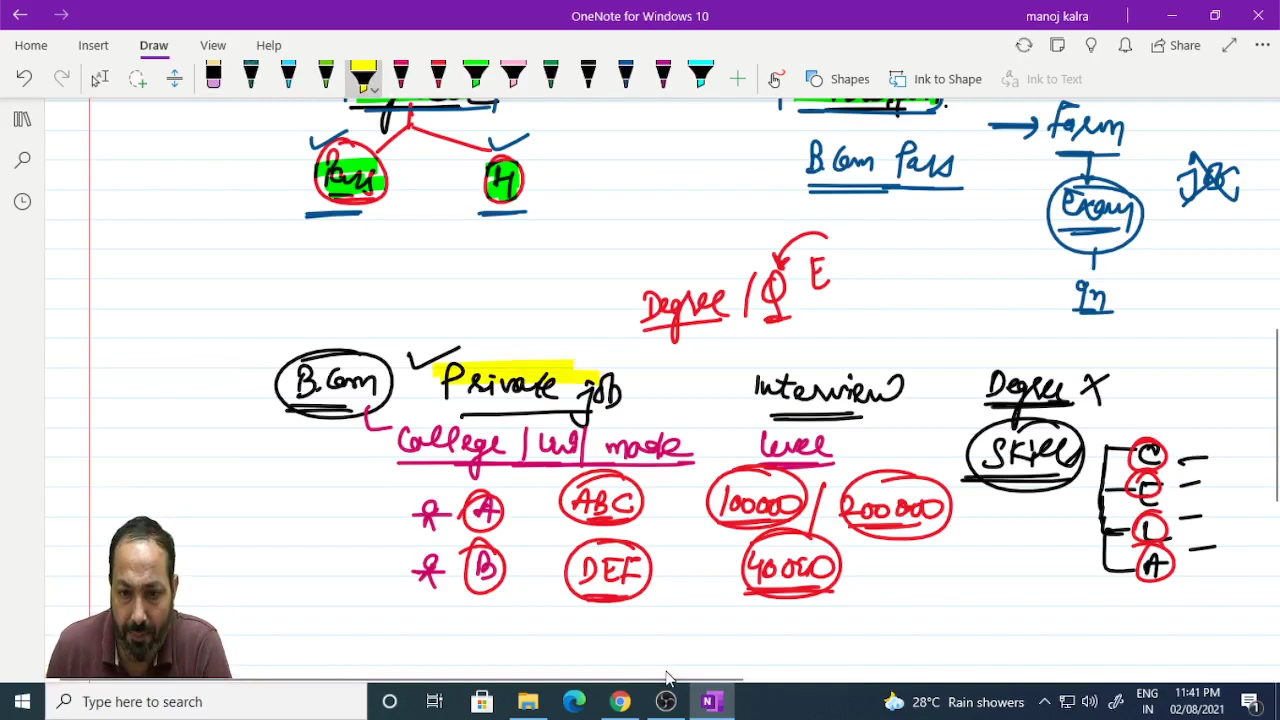 OneNote for Windows 10
manoj kalra
Home Insert Draw View Help
Share
Shapes
Ink to Shape
Ink to Text
Pass H
B.Com Pass
Form
Exam
Job
Degree / Q E
B.Com Private job Interview Degree X
College / Uni / mode level Skill
A ABC 100000 / 200000
B DEF 40000
C
E
L
A
Type here to search
28°C Rain showers
ENG
IN
11:41 PM
02/08/2021
1